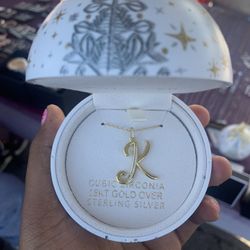 K
CUBIC ZIRCONIA
18KT GOLD OVER
STERLING SILVER